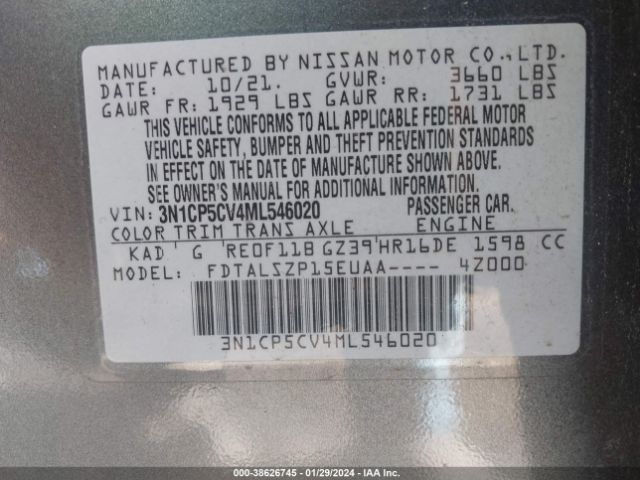 MANUFACTURED BY NISSAN MOTOR CO., LTD.
DATE: 10/21. GVWR: 3660 LBS
GAWR FR: 1929 LBS GAWR RR: 1731 LBS
THIS VEHICLE CONFORMS TO ALL APPLICABLE FEDERAL MOTOR
VEHICLE SAFETY, BUMPER AND THEFT PREVENTION STANDARDS
IN EFFECT ON THE DATE OF MANUFACTURE SHOWN ABOVE.
SEE OWNER'S MANUAL FOR ADDITIONAL INFORMATION.
VIN: 3N1CP5CV4ML546020 PASSENGER CAR.
COLOR TRIM TRANS AXLE ENGINE
KAD G RE0F11B GZ39 HR16DE 1598 CC
MODEL: FDTALSZP15EUAA---- 4Z000
3N1CP5CV4ML546020
000-38626745 - 01/29/2024 - IAA Inc.